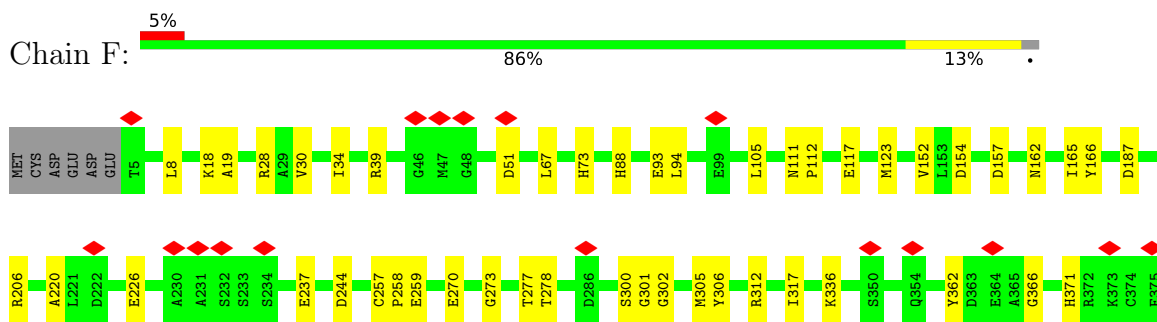 5%
Chain F:
86% 13% •
MET CYS ASP GLU ASP GLU T5 L8 K18 A19 R28 A29 V30 I34 R39 G46 M47 G48 D51 L67 H73 H88 E93 L94 E99 L105 N111 P112 E117 M123 V152 L153 D154 D157 N162 I165 Y166 D187
R206 A220 L221 D222 E226 A230 A231 S232 S233 S234 E237 D244 C257 P258 E259 E270 G273 T277 T278 D286 S300 G301 G302 M305 Y306 R312 I317 K336 S350 Q354 Y362 D363 E364 A365 G366 H371 R372 K373 C374 F375